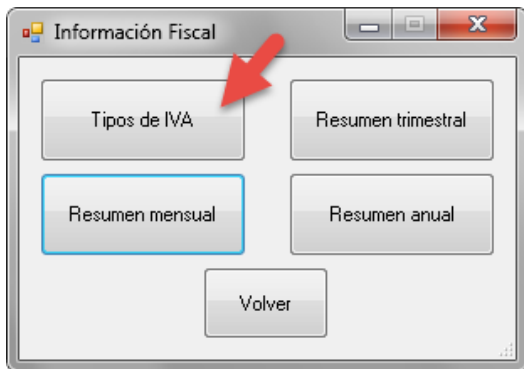 Información Fiscal
Tipos de IVA
Resumen trimestral
Resumen mensual
Resumen anual
Volver